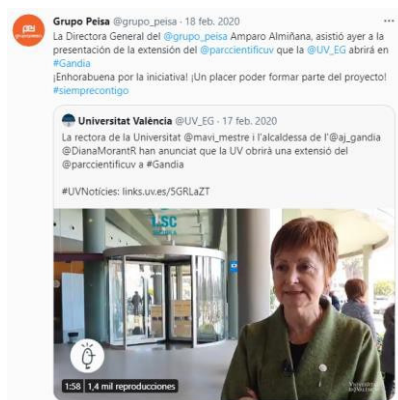 Grupo Peisa @grupo_peisa · 18 feb. 2020
La Directora General del @grupo_peisa Amparo Almiñana, asistió ayer a la
presentación de la extensión del @parccientificuv que la @UV_EG abrirá en
#Gandia
¡Enhorabuena por la iniciativa! ¡Un placer poder formar parte del proyecto!
#siemprecontigo
Universitat València @UV_EG · 17 feb. 2020
La rectora de la Universitat @mavi_mestre i l'alcaldessa de l'@aj_gandia
@DianaMorantR han anunciat que la UV obrirà una extensió del
@parccientificuv a #Gandia
#UVNotícies: links.uv.es/5GRLaZT
LSC
1:58 1,4 mil reproducciones